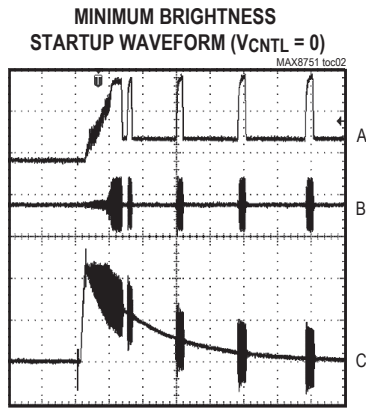 MINIMUM BRIGHTNESS
STARTUP WAVEFORM (VCNTL = 0)
MAX8751 toc02
A
B
C